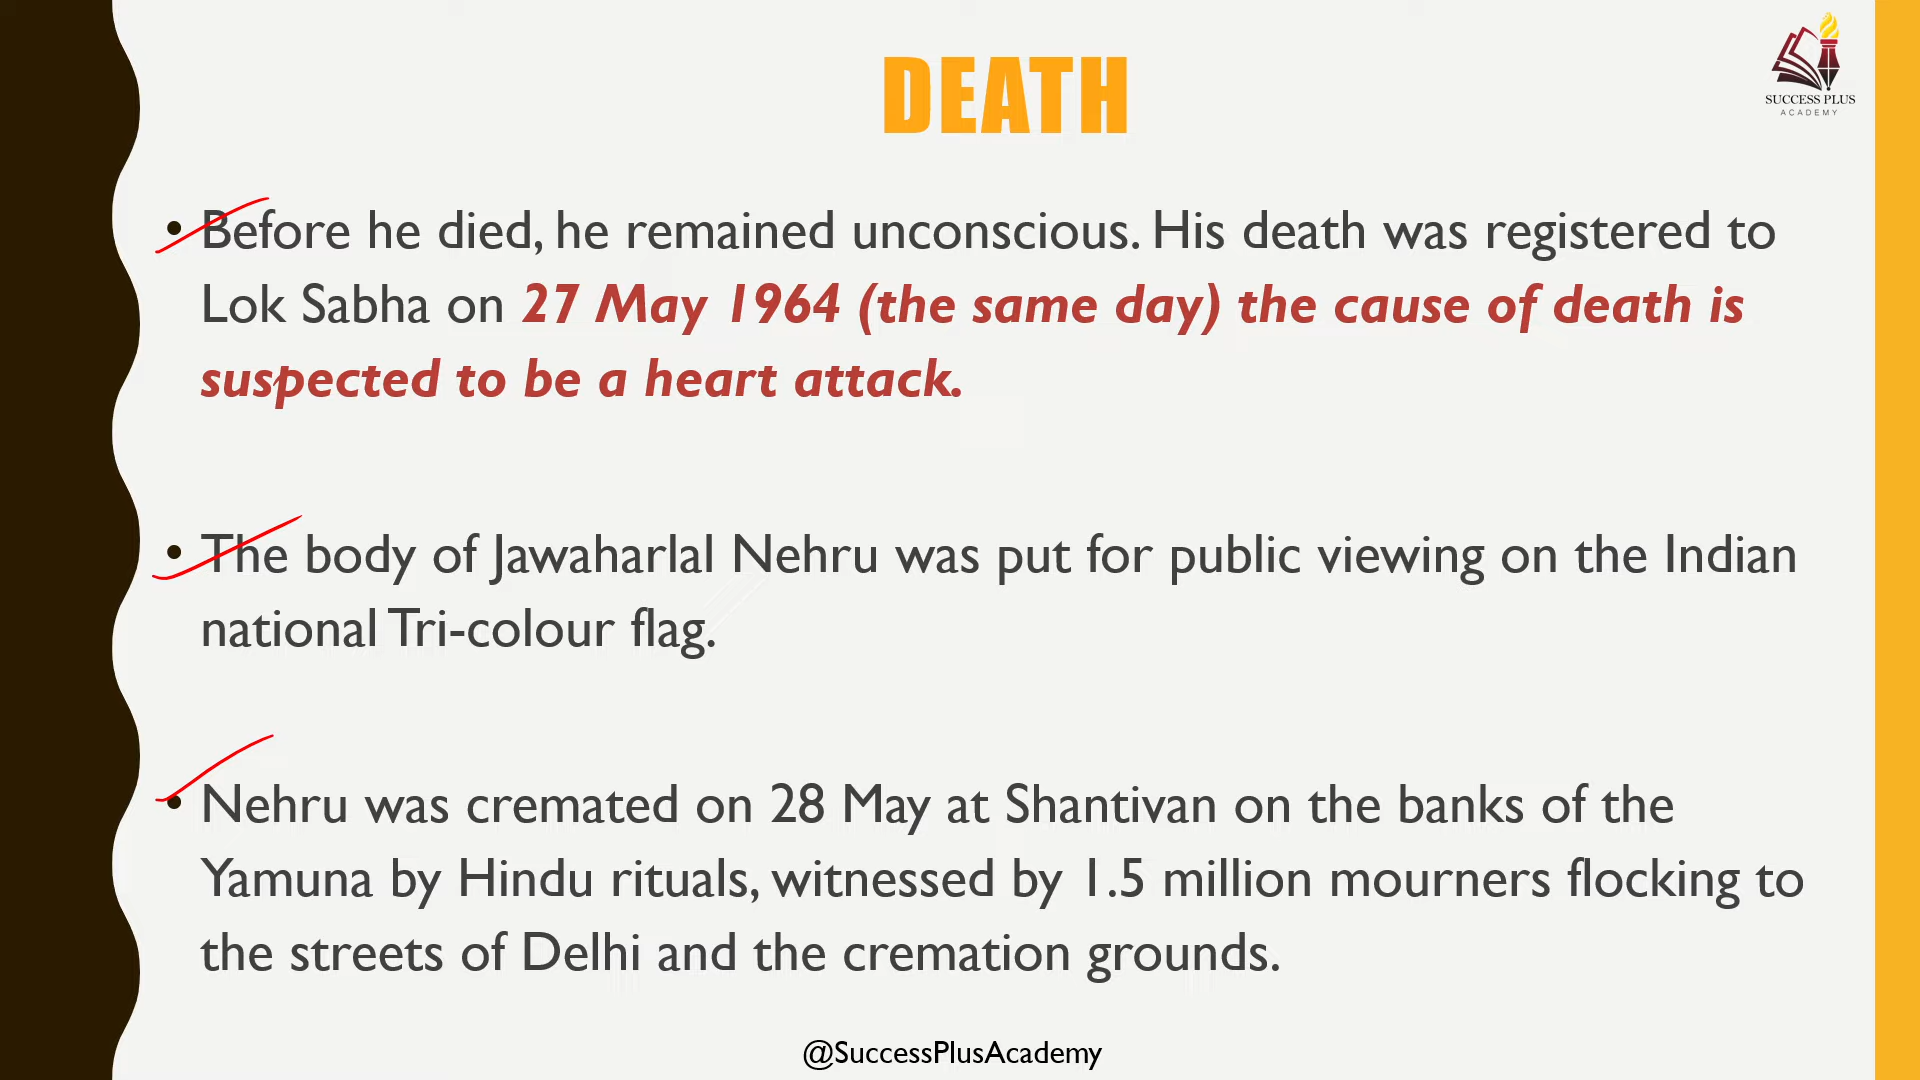 SUCCESS PLUS
ACADEMY
DEATH
• Before he died, he remained unconscious. His death was registered to
Lok Sabha on 27 May 1964 (the same day) the cause of death is
suspected to be a heart attack.
• The body of Jawaharlal Nehru was put for public viewing on the Indian
national Tri-colour flag.
• Nehru was cremated on 28 May at Shantivan on the banks of the
Yamuna by Hindu rituals, witnessed by 1.5 million mourners flocking to
the streets of Delhi and the cremation grounds.
@SuccessPlusAcademy